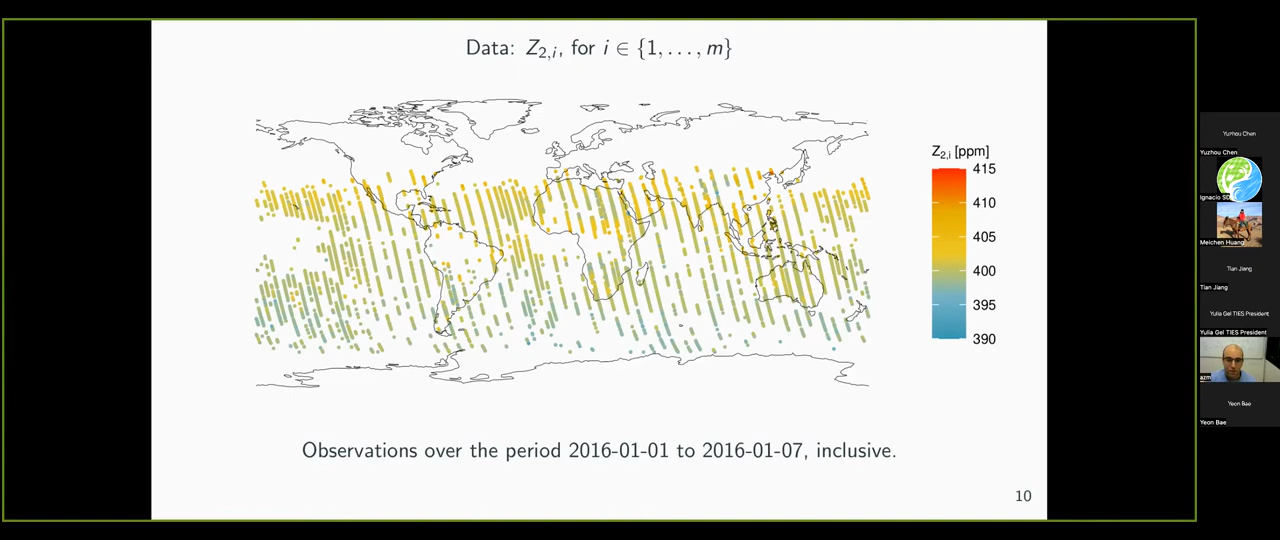 Data: Z2,i, for i ∈ {1, . . . , m}
Z2,i [ppm]
415
410
405
400
395
390
Observations over the period 2016-01-01 to 2016-01-07, inclusive.
10
Yuzhou Chen
Yuzhou Chen
Ignacio
Meichen Huang
Tian Jiang
Tian Jiang
Yulia Gel TIES President
Yulia Gel TIES President
azm
Yeon Bae
Yeon Bae